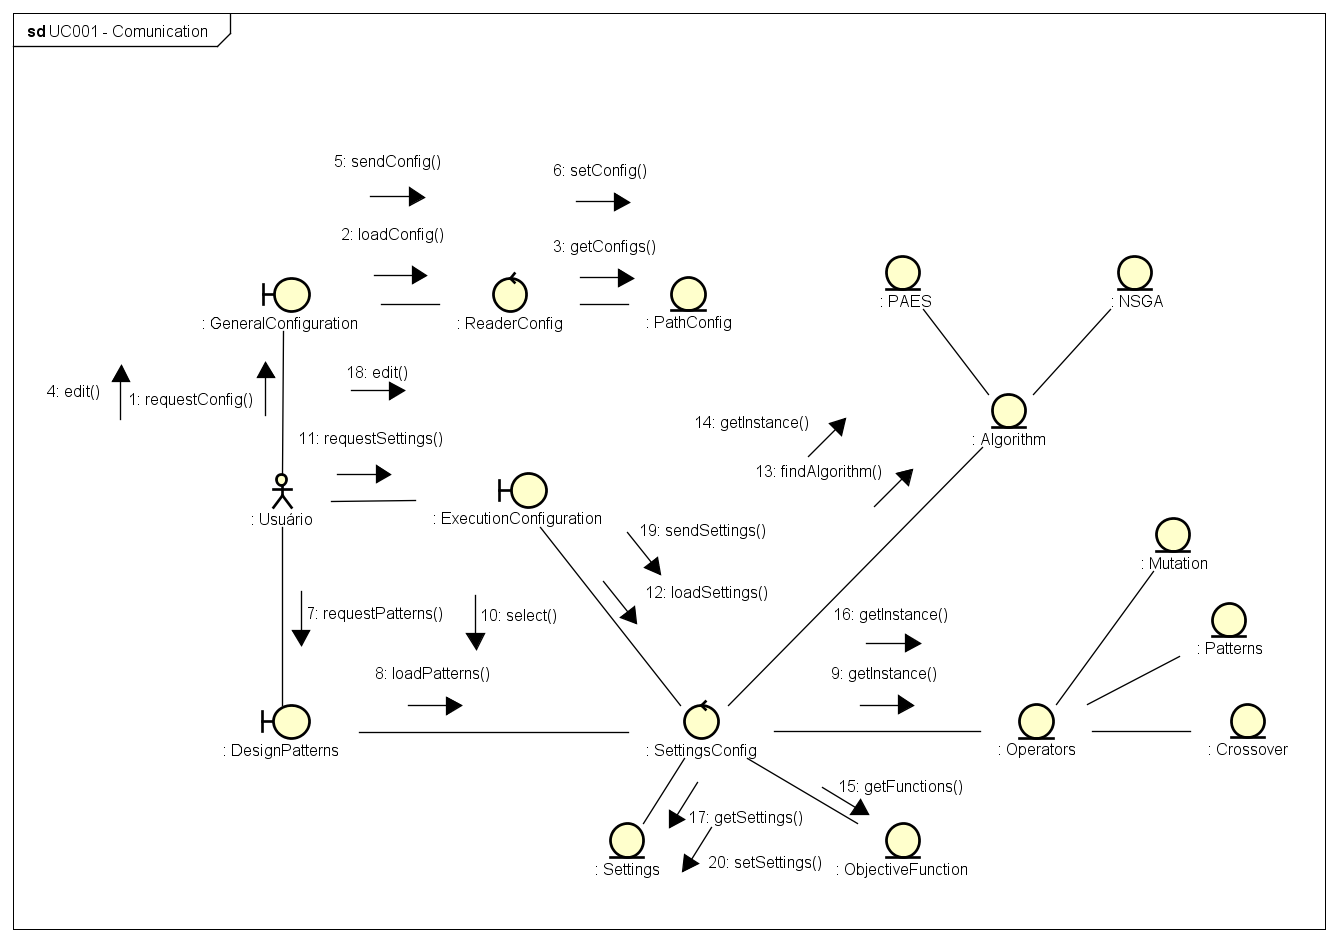 sd UC001 - Comunication
5: sendConfig()
6: setConfig()
2: loadConfig()
3: getConfigs()
: GeneralConfiguration
: ReaderConfig
: PathConfig
: PAES
: NSGA
4: edit()
1: requestConfig()
18: edit()
11: requestSettings()
14: getInstance()
13: findAlgorithm()
: Algorithm
: Usuário
: ExecutionConfiguration
19: sendSettings()
12: loadSettings()
: Mutation
7: requestPatterns()
10: select()
16: getInstance()
: Patterns
8: loadPatterns()
9: getInstance()
: DesignPatterns
: SettingsConfig
: Operators
: Crossover
15: getFunctions()
17: getSettings()
20: setSettings()
: Settings
: ObjectiveFunction